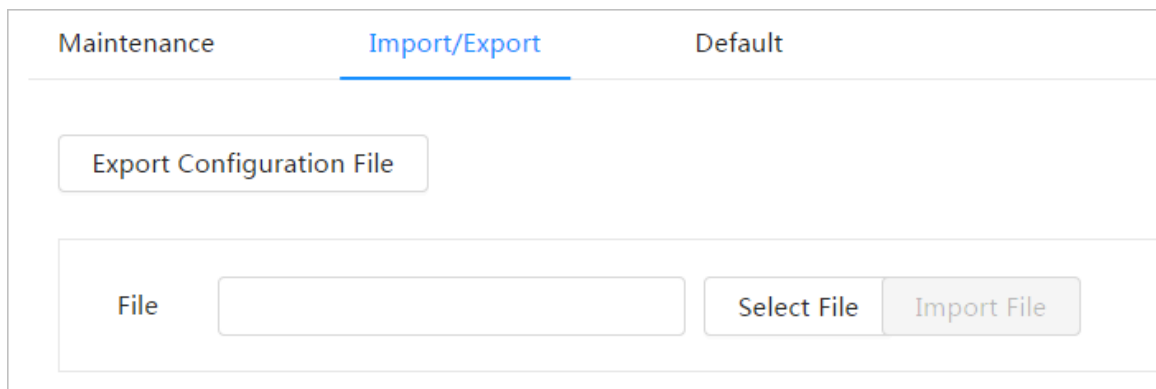 Maintenance Import/Export Default
Export Configuration File
File Select File Import File